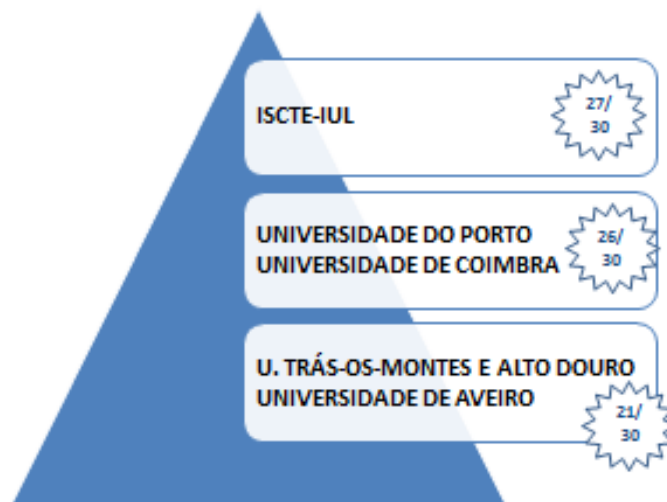 ISCTE-IUL
27/
30
UNIVERSIDADE DO PORTO
UNIVERSIDADE DE COIMBRA
26/
30
U. TRÁS-OS-MONTES E ALTO DOURO
UNIVERSIDADE DE AVEIRO
21/
30